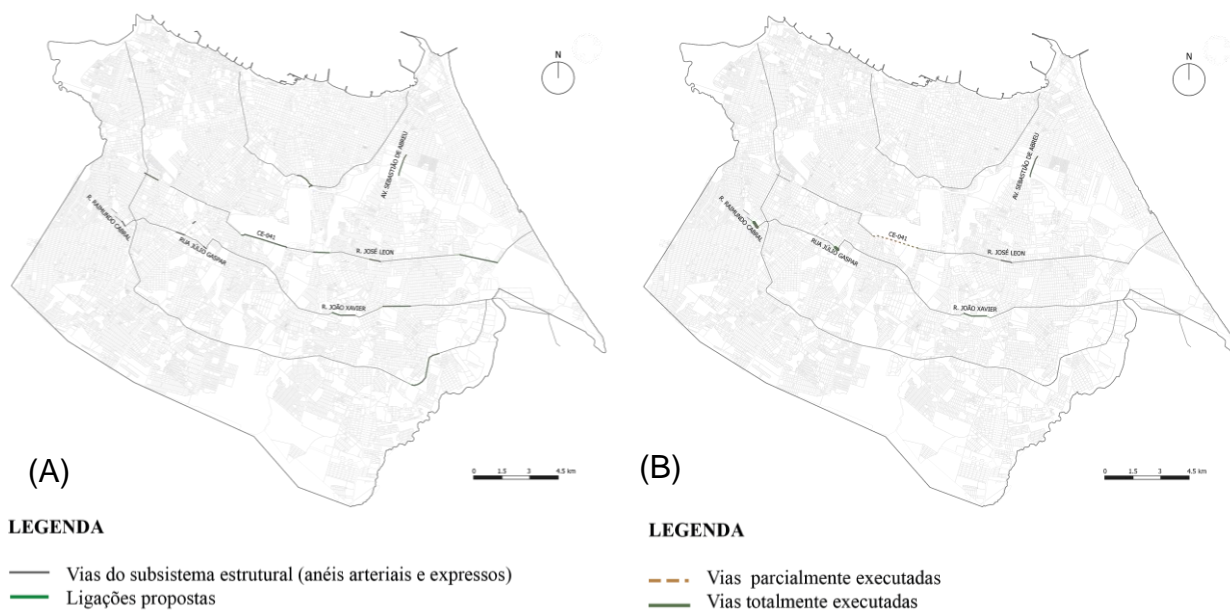 N
AV. SEBASTIÃO DE ABREU
R. RAIMUNDO CABRAL
RUA JÚLIO GASPAR
CE-041
R. JOSÉ LEON
R. JOÃO XAVIER
(A)
0 1.5 3 4.5 km
LEGENDA
Vias do subsistema estrutural (anéis arteriais e expressos)
Ligações propostas
N
AV. SEBASTIÃO DE ABREU
R. RAIMUNDO CABRAL
RUA JÚLIO GASPAR
CE-041
R. JOSÉ LEON
R. JOÃO XAVIER
(B)
0 1.5 3 4.5 km
LEGENDA
Vias parcialmente executadas
Vias totalmente executadas